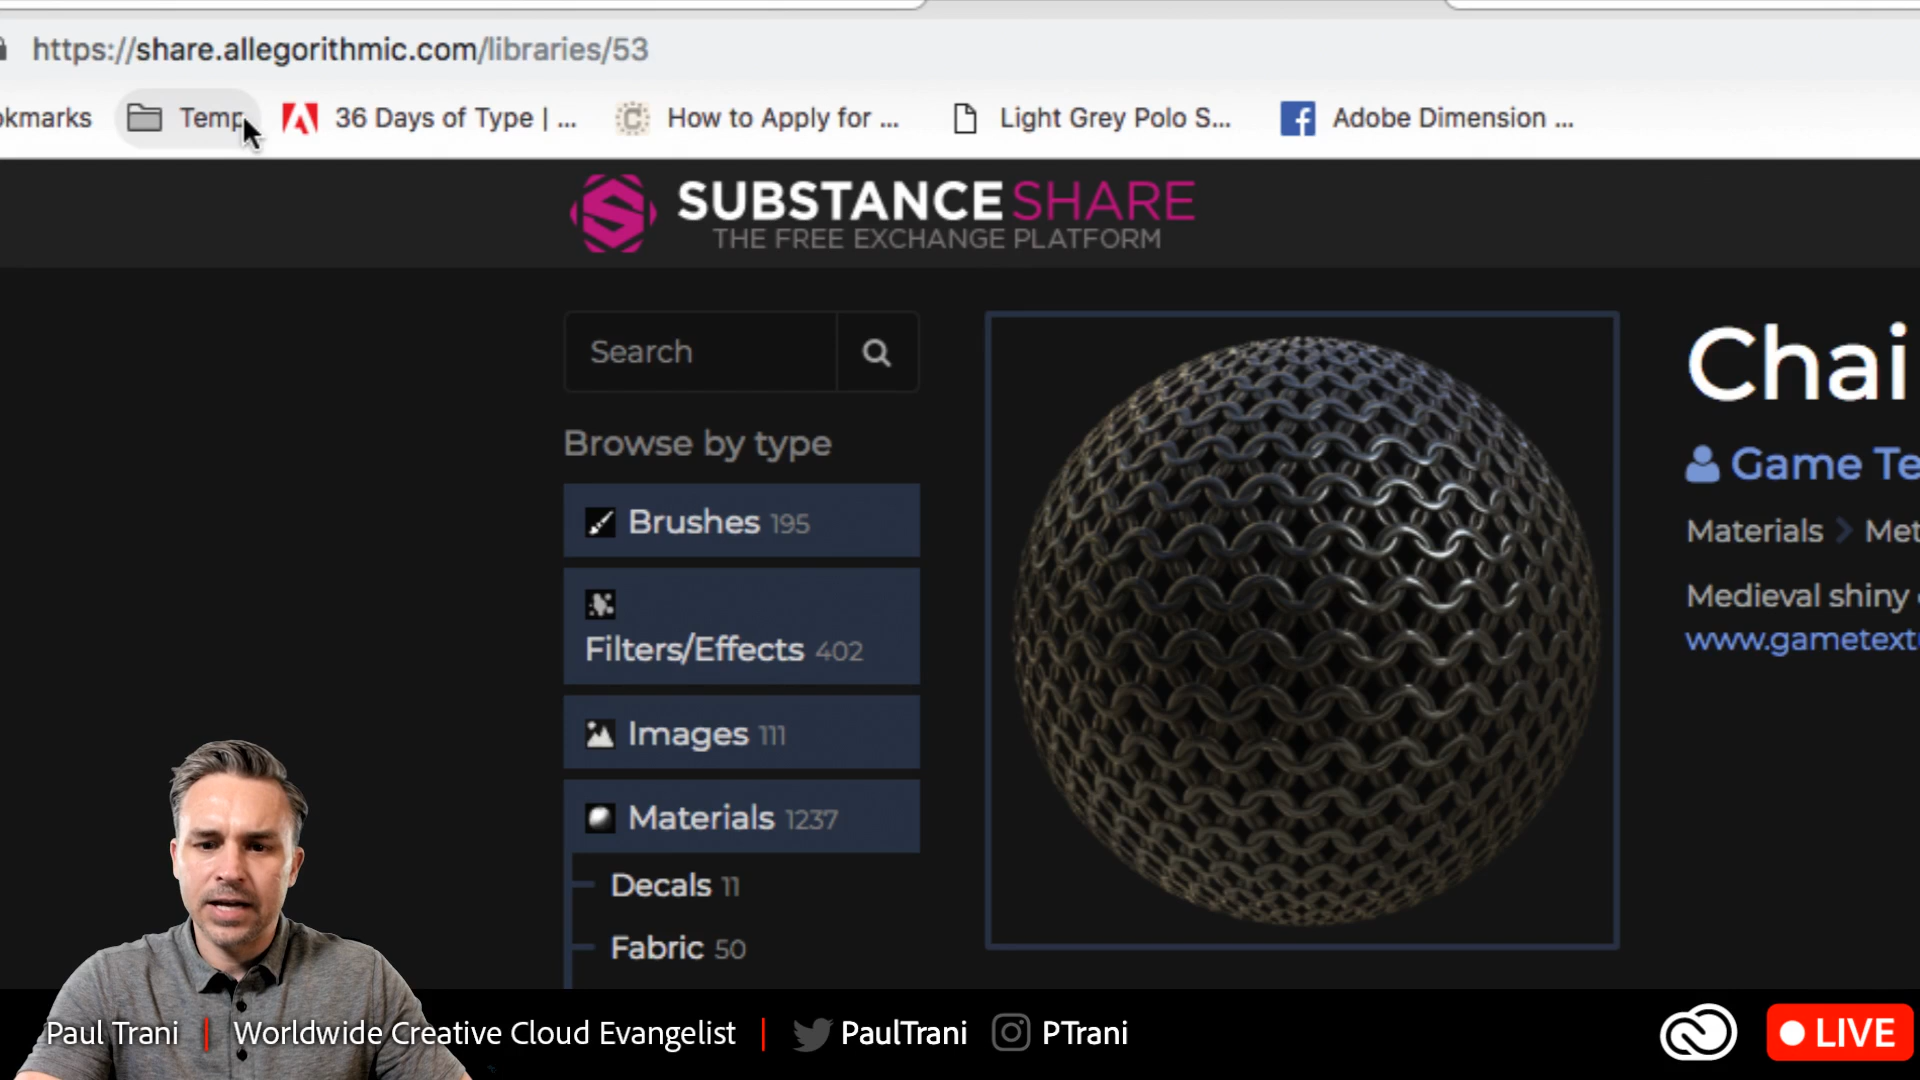 https://share.allegorithmic.com/libraries/53
okmarks Temp 36 Days of Type | ... How to Apply for ... Light Grey Polo S... Adobe Dimension ...
SUBSTANCE SHARE
THE FREE EXCHANGE PLATFORM
Search
Browse by type
Brushes 195
Filters/Effects 402
Images 111
Materials 1237
Decals 11
Fabric 50
Chai
Game Te
Materials > Met
Medieval shiny
www.gametext
Paul Trani | Worldwide Creative Cloud Evangelist | PaulTrani PTrani
LIVE